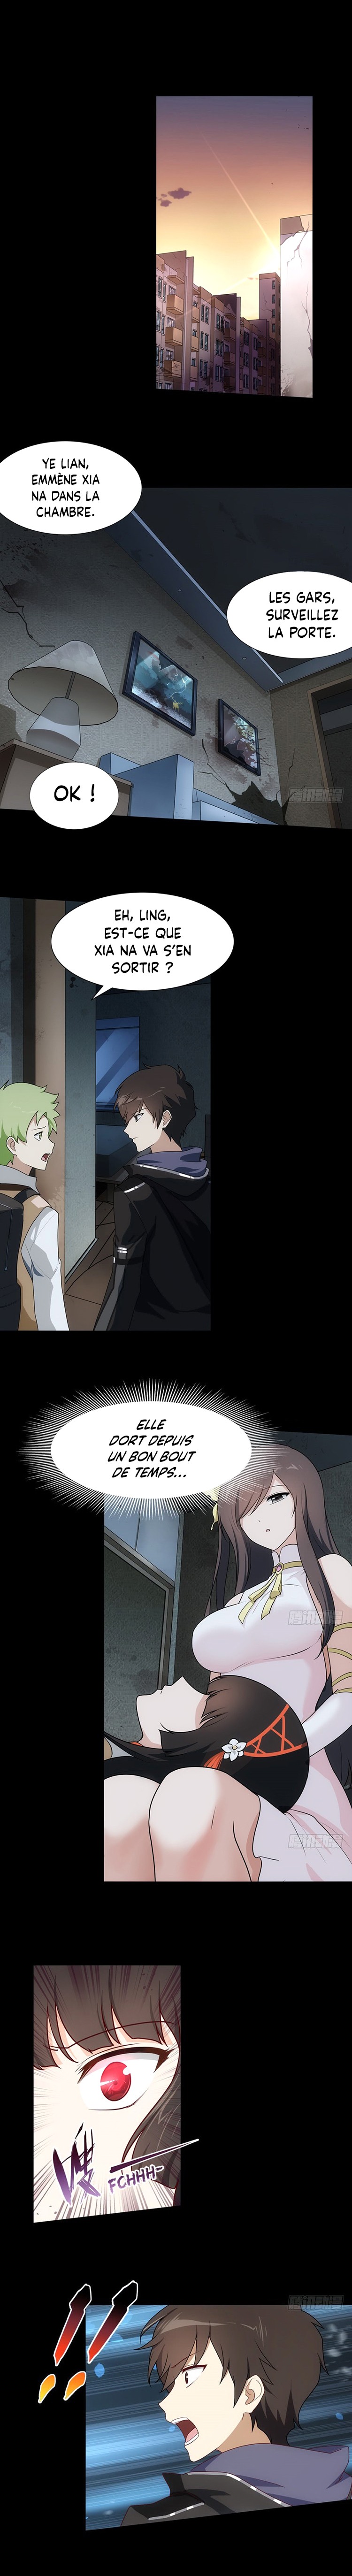 YE LIAN,
EMMÈNE XIA
NA DANS LA
CHAMBRE.
LES GARS,
SURVEILLEZ
LA PORTE.
OK !
EH, LING,
EST-CE QUE
XIA NA VA S'EN
SORTIR ?
ELLE
DORT DEPUIS
UN BON BOUT
DE TEMPS...
FCHHH-
!!